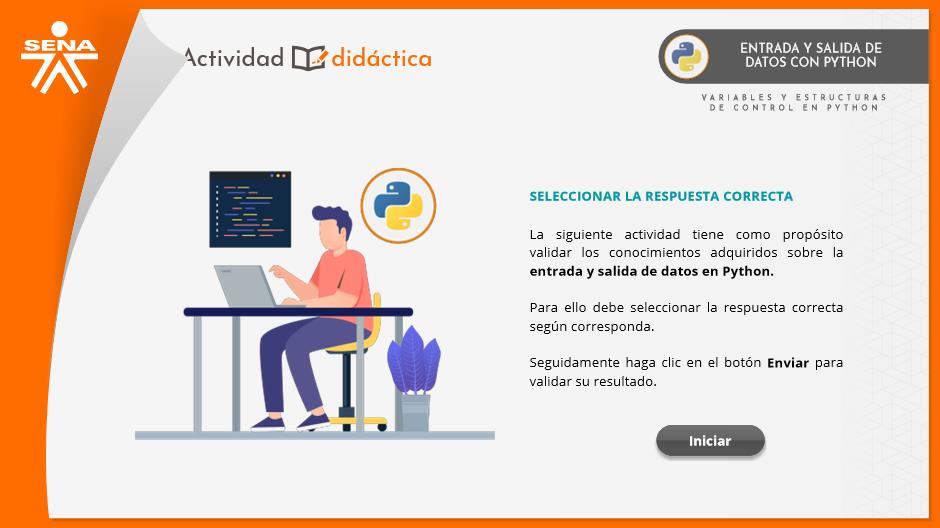 SENA
Actividad didáctica
ENTRADA Y SALIDA DE
DATOS CON PYTHON
VARIABLES Y ESTRUCTURAS
DE CONTROL EN PYTHON
SELECCIONAR LA RESPUESTA CORRECTA
La siguiente actividad tiene como propósito
validar los conocimientos adquiridos sobre la
entrada y salida de datos en Python.
Para ello debe seleccionar la respuesta correcta
según corresponda.
Seguidamente haga clic en el botón Enviar para
validar su resultado.
Iniciar